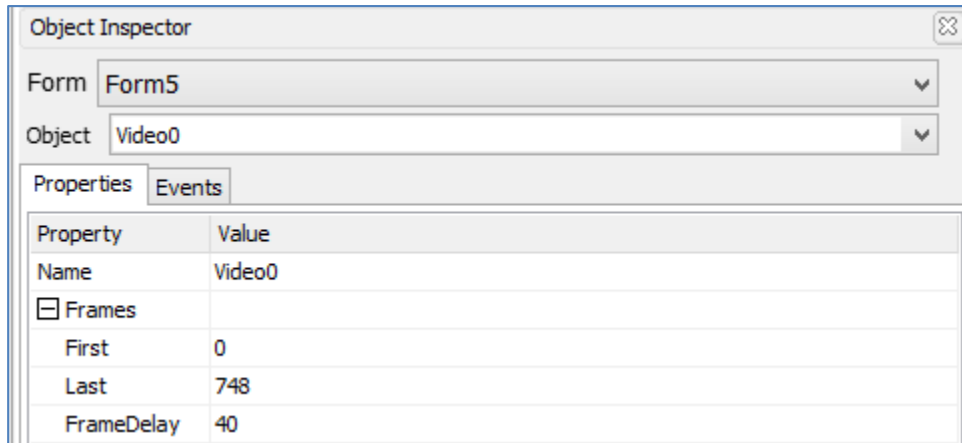 Object Inspector
Form Form5
Object Video0
Properties Events
Property Value
Name Video0
Frames
First 0
Last 748
FrameDelay 40